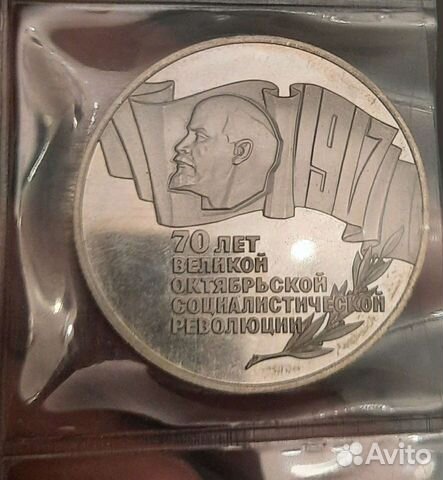 1917
70 ЛЕТ
ВЕЛИКОЙ
ОКТЯБРЬСКОЙ
СОЦИАЛИСТИЧЕСКОЙ
РЕВОЛЮЦИИ
Avito